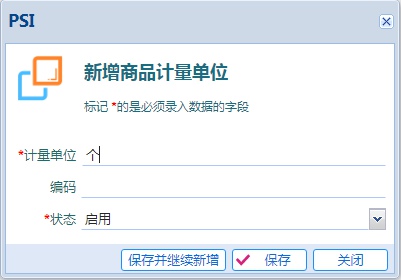 PSI
新增商品计量单位
标记 *的是必须录入数据的字段
*计量单位 个
编码
*状态 启用
保存并继续新增 保存 关闭